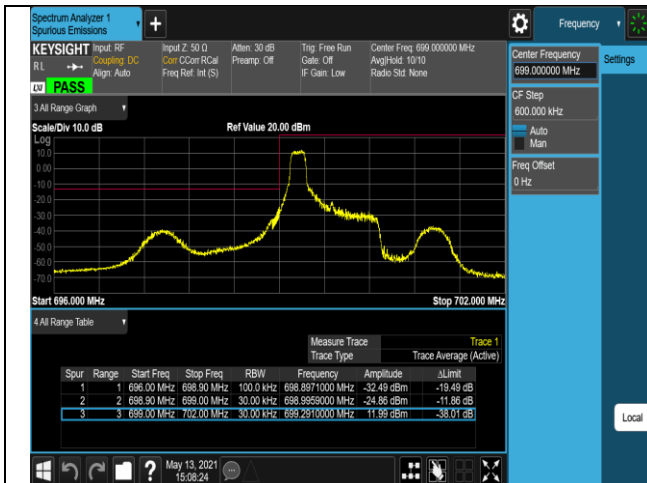 Spectrum Analyzer 1
Spurious Emissions
Frequency
KEYSIGHT
Input: RF
Coupling: DC
Align: Auto
Input Z: 50 Ω
Corr CCorr RCal
Freq Ref: Int (S)
Atten: 30 dB
Preamp: Off
Trig: Free Run
Gate: Off
IF Gain: Low
Center Freq: 699.000000 MHz
Avg|Hold: 10/10
Radio Std: None
R L
LXI
PASS
Center Frequency
699.000000 MHz
Settings
CF Step
600.000 kHz
Auto
Man
Freq Offset
0 Hz
Local
3 All Range Graph
Scale/Div 10.0 dB
Ref Value 20.00 dBm
Log
10.0
0.00
-10.0
-20.0
-30.0
-40.0
-50.0
-60.0
-70.0
Start 696.000 MHz
Stop 702.000 MHz
4 All Range Table
Measure Trace Trace 1
Trace Type Trace Average (Active)
Spur Range Start Freq Stop Freq RBW Frequency Amplitude ΔLimit
1 1 696.00 MHz 698.90 MHz 100.0 kHz 698.8971000 MHz -32.49 dBm -19.49 dB
2 2 698.90 MHz 699.00 MHz 30.00 kHz 698.9959000 MHz -24.86 dBm -11.86 dB
3 3 699.00 MHz 702.00 MHz 30.00 kHz 699.2910000 MHz 11.99 dBm -38.01 dB
May 13, 2021
15:08:24